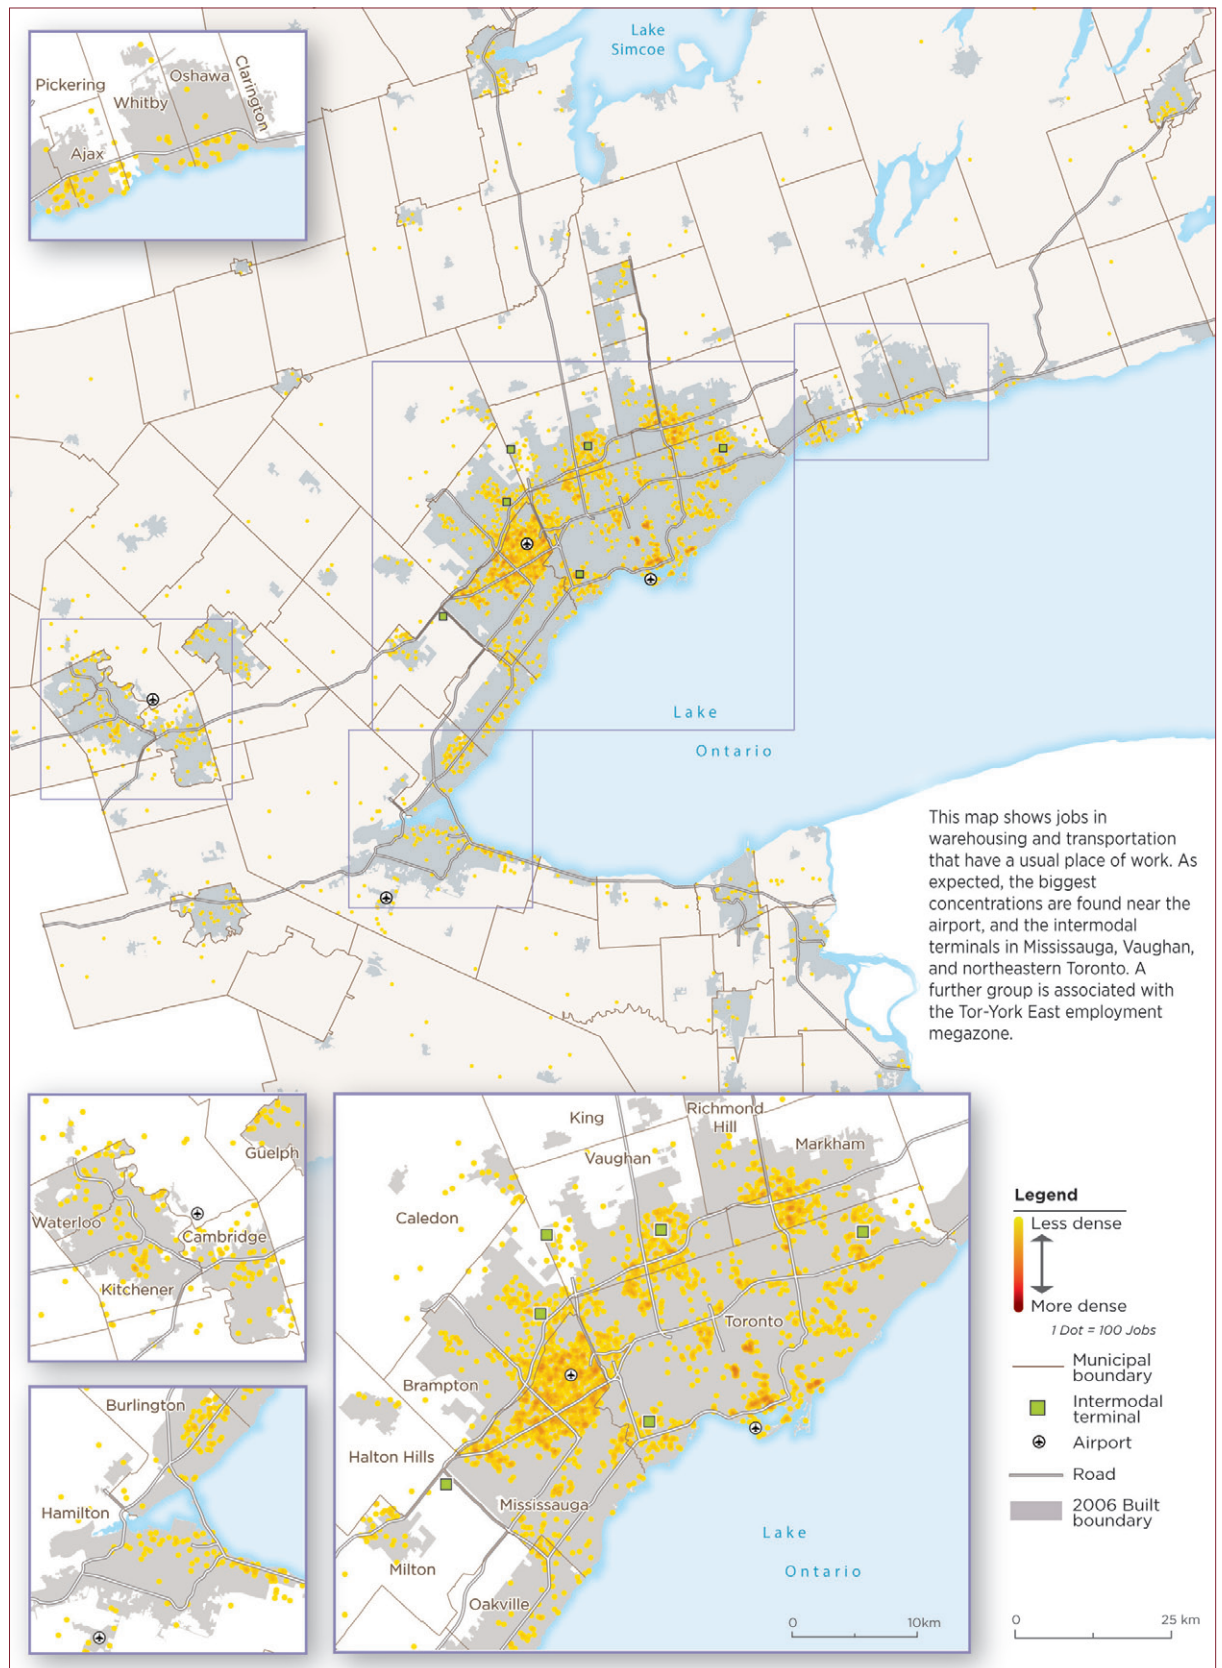 Lake
Simcoe
Pickering
Oshawa
Clarington
Whitby
Ajax
Lake
Ontario
This map shows jobs in
warehousing and transportation
that have a usual place of work. As
expected, the biggest
concentrations are found near the
airport, and the intermodal
terminals in Mississauga, Vaughan,
and northeastern Toronto. A
further group is associated with
the Tor-York East employment
megazone.
Guelph
Waterloo
Cambridge
Kitchener
Burlington
Hamilton
King
Richmond
Hill
Markham
Vaughan
Caledon
Toronto
Brampton
Halton Hills
Mississauga
Milton
Oakville
Lake
Ontario
0 10km
Legend
Less dense
More dense
1 Dot = 100 Jobs
Municipal
boundary
Intermodal
terminal
Airport
Road
2006 Built
boundary
0 25 km